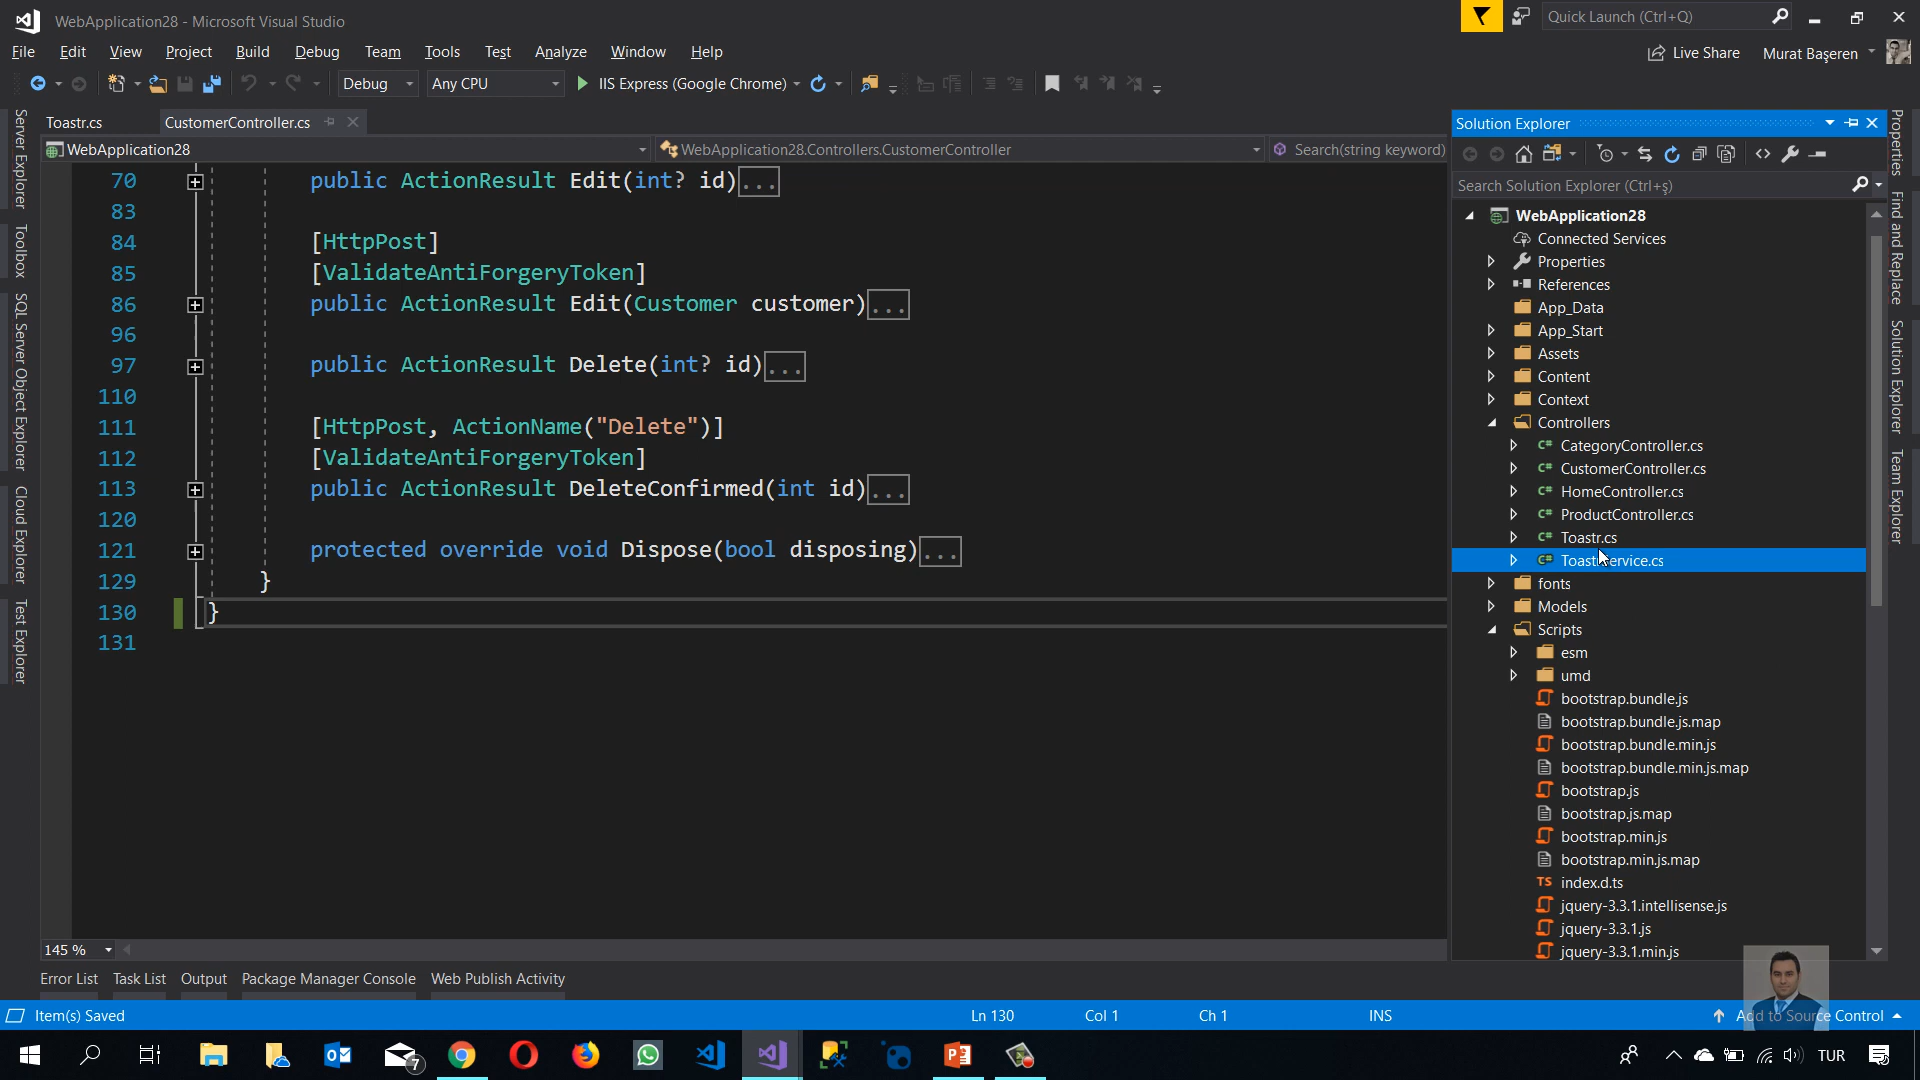 WebApplication28 - Microsoft Visual Studio
Quick Launch (Ctrl+Q)
File Edit View Project Build Debug Team Tools Test Analyze Window Help
Live Share
Murat Başeren
Debug
Any CPU
IIS Express (Google Chrome)
Toastr.cs
CustomerController.cs
WebApplication28
WebApplication28.Controllers.CustomerController
Search(string keyword)
Server Explorer
Toolbox
SQL Server Object Explorer
Cloud Explorer
Test Explorer
70 public ActionResult Edit(int? id)...
83
84 [HttpPost]
85 [ValidateAntiForgeryToken]
86 public ActionResult Edit(Customer customer)...
96
97 public ActionResult Delete(int? id)...
110
111 [HttpPost, ActionName("Delete")]
112 [ValidateAntiForgeryToken]
113 public ActionResult DeleteConfirmed(int id)...
120
121 protected override void Dispose(bool disposing)...
129 }
130 }
131
145 %
Solution Explorer
Search Solution Explorer (Ctrl+ş)
WebApplication28
Connected Services
Properties
References
App_Data
App_Start
Assets
Content
Context
Controllers
CategoryController.cs
CustomerController.cs
HomeController.cs
ProductController.cs
Toastr.cs
ToastrService.cs
fonts
Models
Scripts
esm
umd
bootstrap.bundle.js
bootstrap.bundle.js.map
bootstrap.bundle.min.js
bootstrap.bundle.min.js.map
bootstrap.js
bootstrap.js.map
bootstrap.min.js
bootstrap.min.js.map
TS index.d.ts
jquery-3.3.1.intellisense.js
jquery-3.3.1.js
jquery-3.3.1.min.js
Properties
Find and Replace
Solution Explorer
Team Explorer
Error List Task List Output Package Manager Console Web Publish Activity
Item(s) Saved
Ln 130
Col 1
Ch 1
INS
Add to Source Control
7
TUR